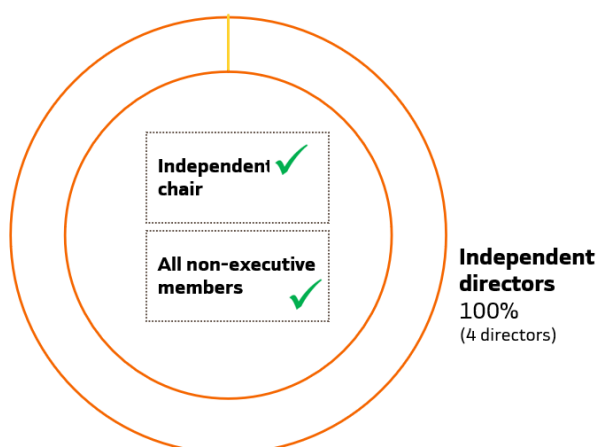 Independent
chair
All non-executive
members
Independent
directors
100%
(4 directors)